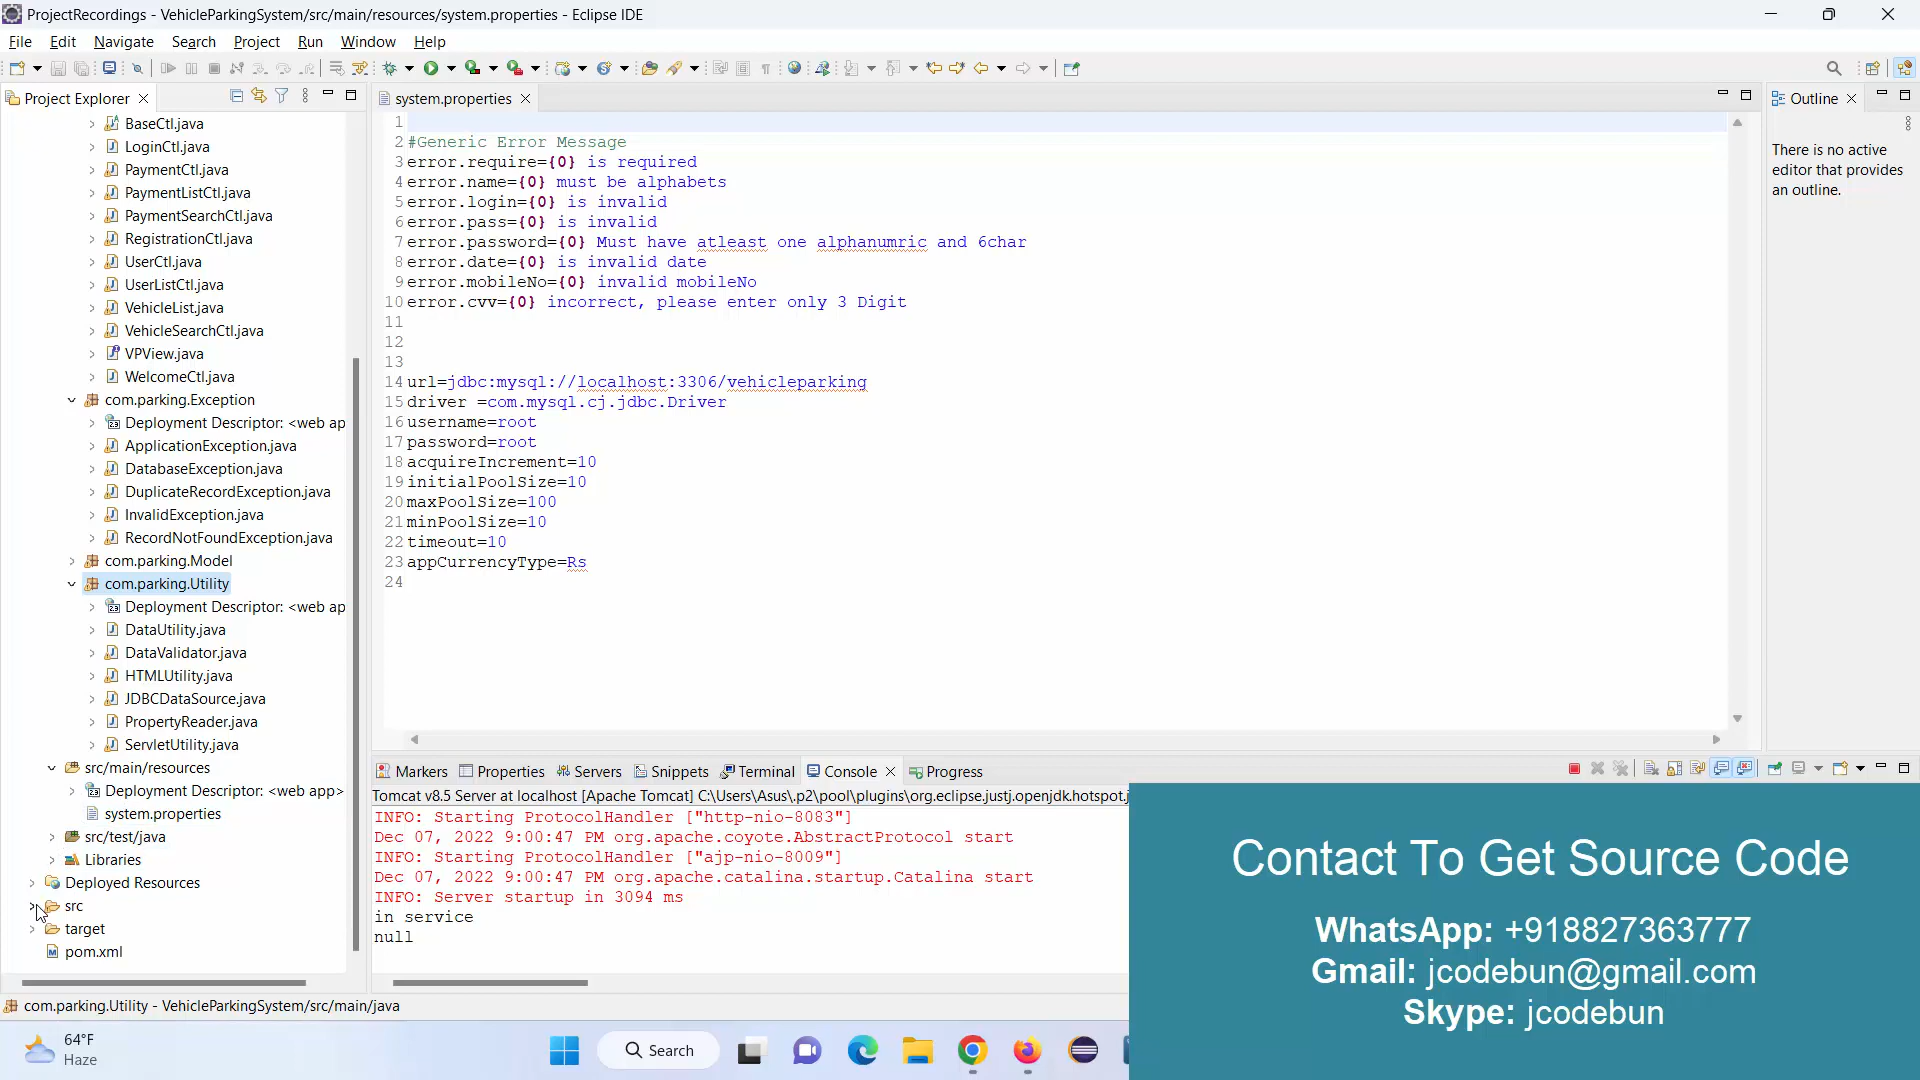 ProjectRecordings - VehicleParkingSystem/src/main/resources/system.properties - Eclipse IDE
File Edit Navigate Search Project Run Window Help
Project Explorer
BaseCtl.java
LoginCtl.java
PaymentCtl.java
PaymentListCtl.java
PaymentSearchCtl.java
RegistrationCtl.java
UserCtl.java
UserListCtl.java
VehicleList.java
VehicleSearchCtl.java
VPView.java
WelcomeCtl.java
com.parking.Exception
Deployment Descriptor: <web ap
ApplicationException.java
DatabaseException.java
DuplicateRecordException.java
InvalidException.java
RecordNotFoundException.java
com.parking.Model
com.parking.Utility
Deployment Descriptor: <web ap
DataUtility.java
DataValidator.java
HTMLUtility.java
JDBCDataSource.java
PropertyReader.java
ServletUtility.java
src/main/resources
Deployment Descriptor: <web app>
system.properties
src/test/java
Libraries
Deployed Resources
src
target
pom.xml
system.properties
1
2 #Generic Error Message
3 error.require={0} is required
4 error.name={0} must be alphabets
5 error.login={0} is invalid
6 error.pass={0} is invalid
7 error.password={0} Must have atleast one alphanumric and 6char
8 error.date={0} is invalid date
9 error.mobileNo={0} invalid mobileNo
10 error.cvv={0} incorrect, please enter only 3 Digit
11
12
13
14 url=jdbc:mysql://localhost:3306/vehicleparking
15 driver =com.mysql.cj.jdbc.Driver
16 username=root
17 password=root
18 acquireIncrement=10
19 initialPoolSize=10
20 maxPoolSize=100
21 minPoolSize=10
22 timeout=10
23 appCurrencyType=Rs
24
Outline
There is no active
editor that provides
an outline.
Markers Properties Servers Snippets Terminal Console Progress
Tomcat v8.5 Server at localhost [Apache Tomcat] C:\Users\Asus\.p2\pool\plugins\org.eclipse.justj.openjdk.hotspot.j
INFO: Starting ProtocolHandler ["http-nio-8083"]
Dec 07, 2022 9:00:47 PM org.apache.coyote.AbstractProtocol start
INFO: Starting ProtocolHandler ["ajp-nio-8009"]
Dec 07, 2022 9:00:47 PM org.apache.catalina.startup.Catalina start
INFO: Server startup in 3094 ms
in service
null
Contact To Get Source Code
WhatsApp: +918827363777
Gmail: jcodebun@gmail.com
Skype: jcodebun
com.parking.Utility - VehicleParkingSystem/src/main/java
64°F
Haze
Search